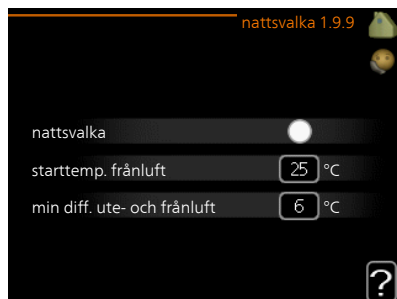 nattsvalka 1.9.9
nattsvalka
starttemp. frånluft 25 °C
min diff. ute- och frånluft 6 °C
?